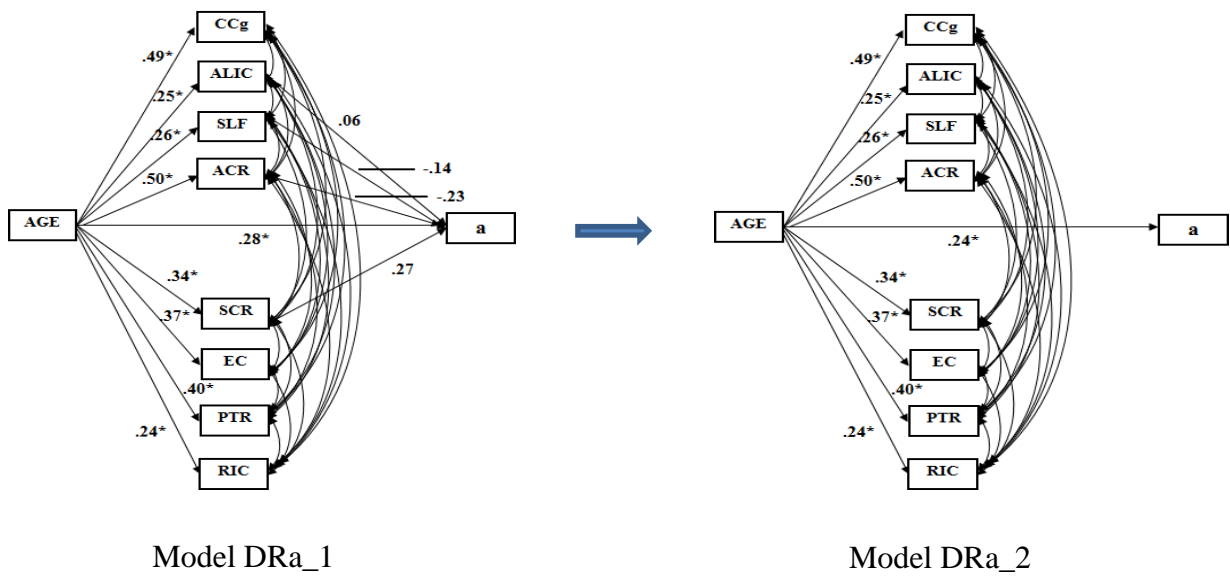 CCg
.49*
ALIC
.25*
SLF
.06
.26*
ACR
-.14
.50*
-.23
AGE
a
.28*
.27
.34*
SCR
.37*
EC
.40*
PTR
.24*
RIC
Model DRa_1
CCg
.49*
ALIC
.25*
SLF
.26*
ACR
.50*
AGE
a
.24*
.34*
SCR
.37*
EC
.40*
PTR
.24*
RIC
Model DRa_2